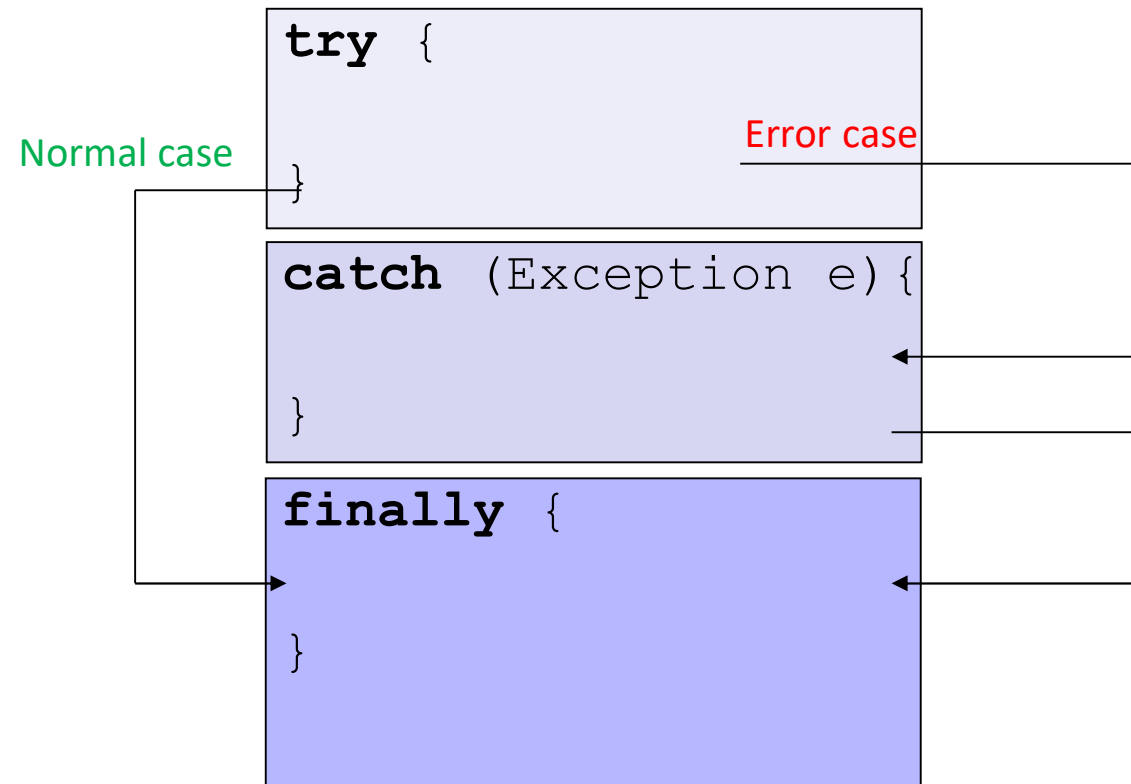 try {
Normal case
Error case
}
catch (Exception e){
}
finally {
}